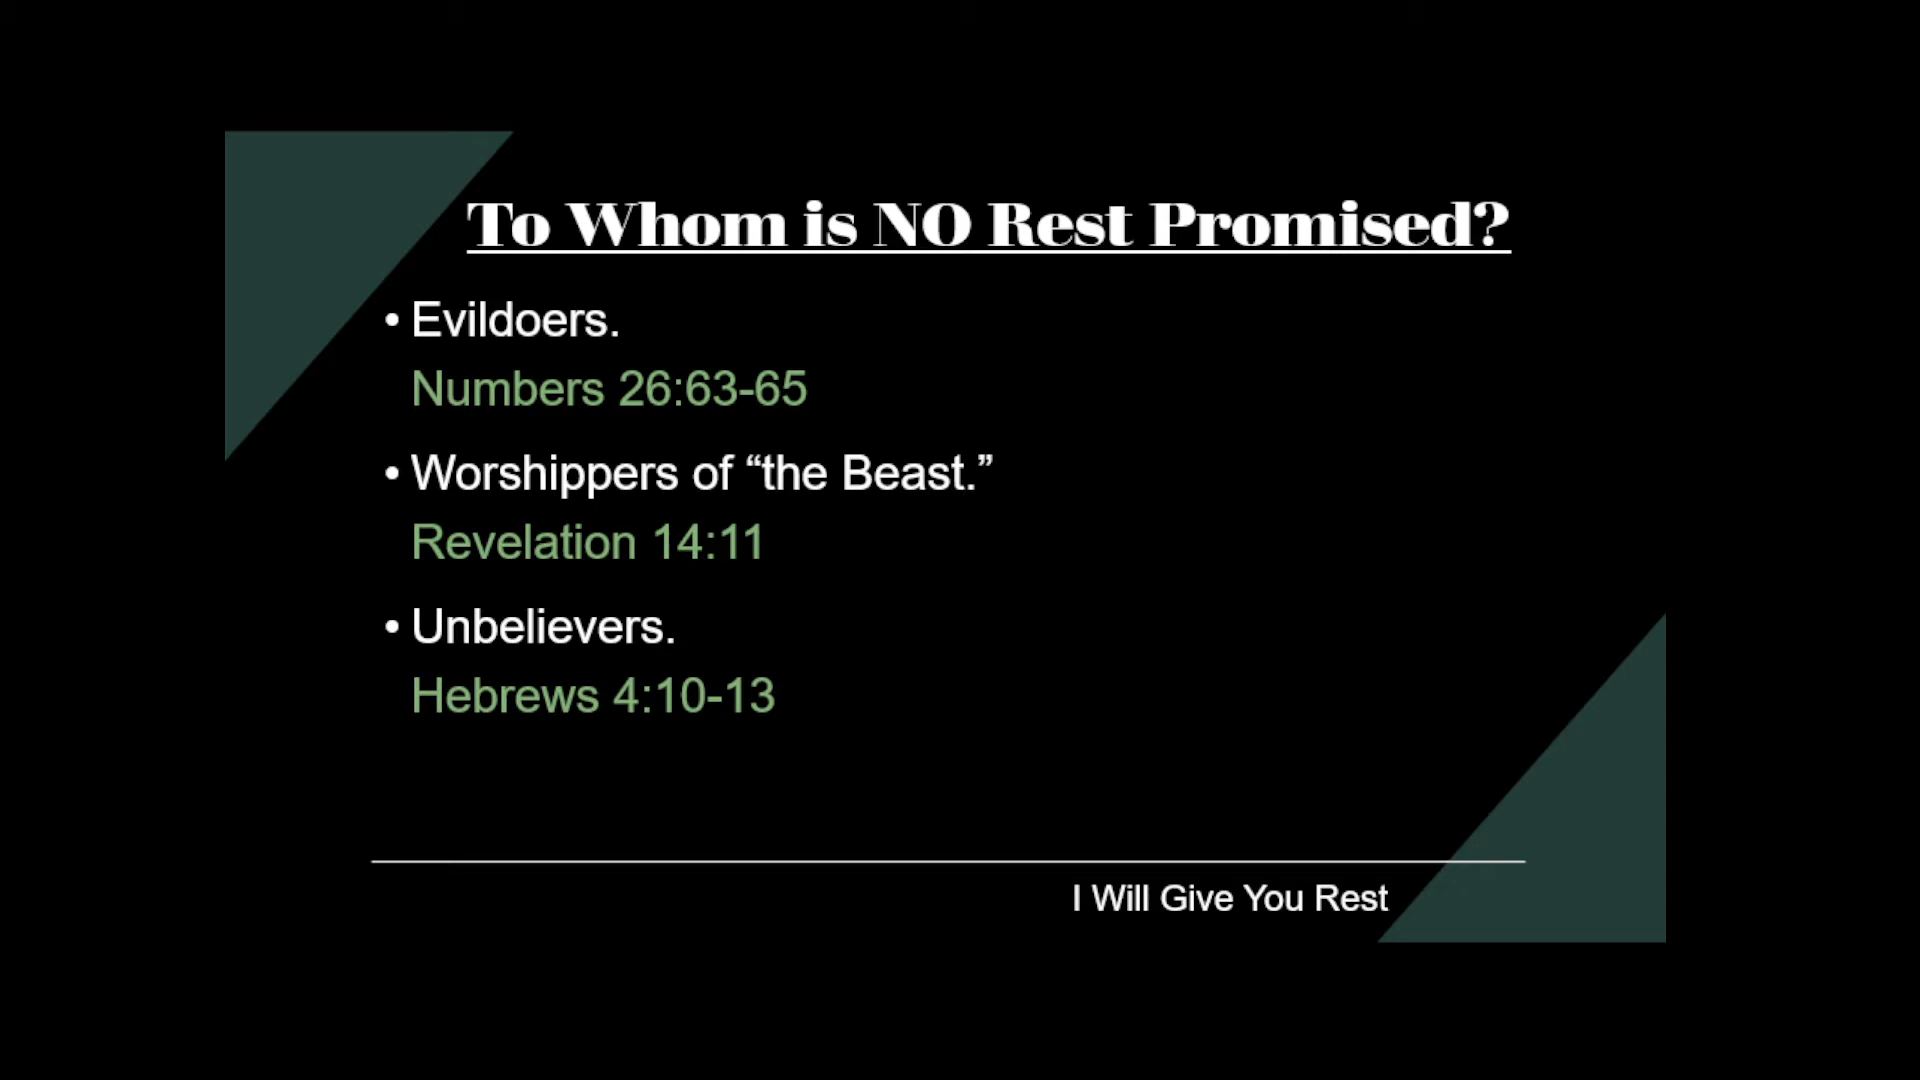 To Whom is NO Rest Promised?
• Evildoers.
Numbers 26:63-65
• Worshippers of “the Beast.”
Revelation 14:11
• Unbelievers.
Hebrews 4:10-13
I Will Give You Rest